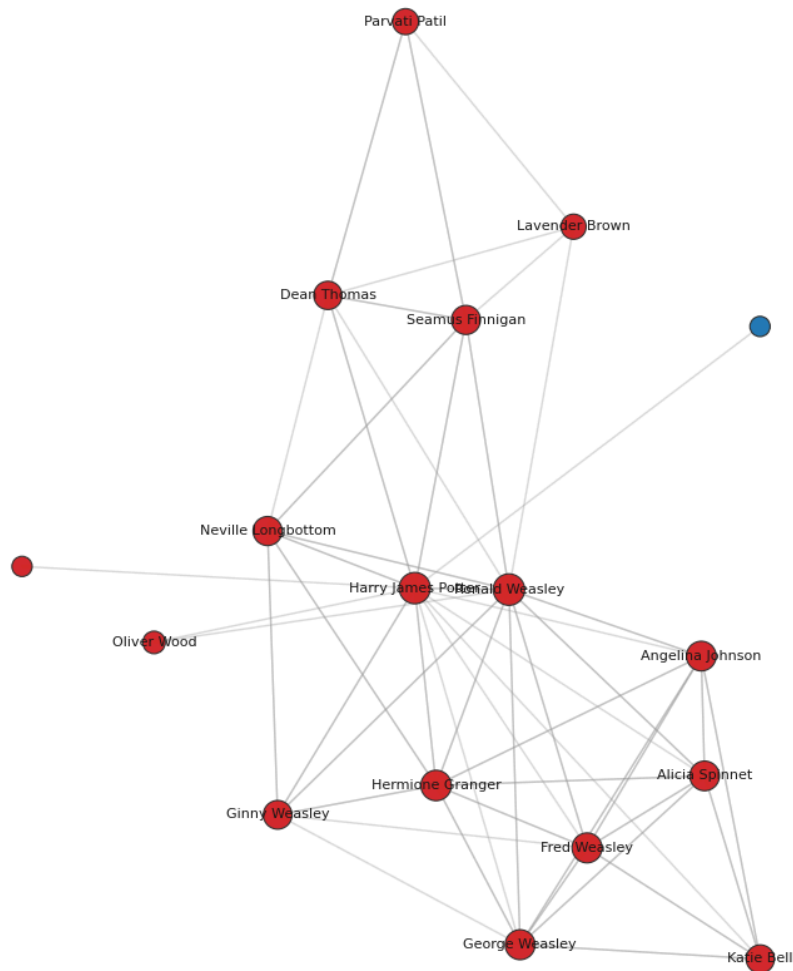 Parvati Patil
Lavender Brown
Dean Thomas
Seamus Finnigan
Neville Longbottom
Harry James Potter
Ronald Weasley
Oliver Wood
Angelina Johnson
Alicia Spinnet
Hermione Granger
Ginny Weasley
Fred Weasley
George Weasley
Katie Bell